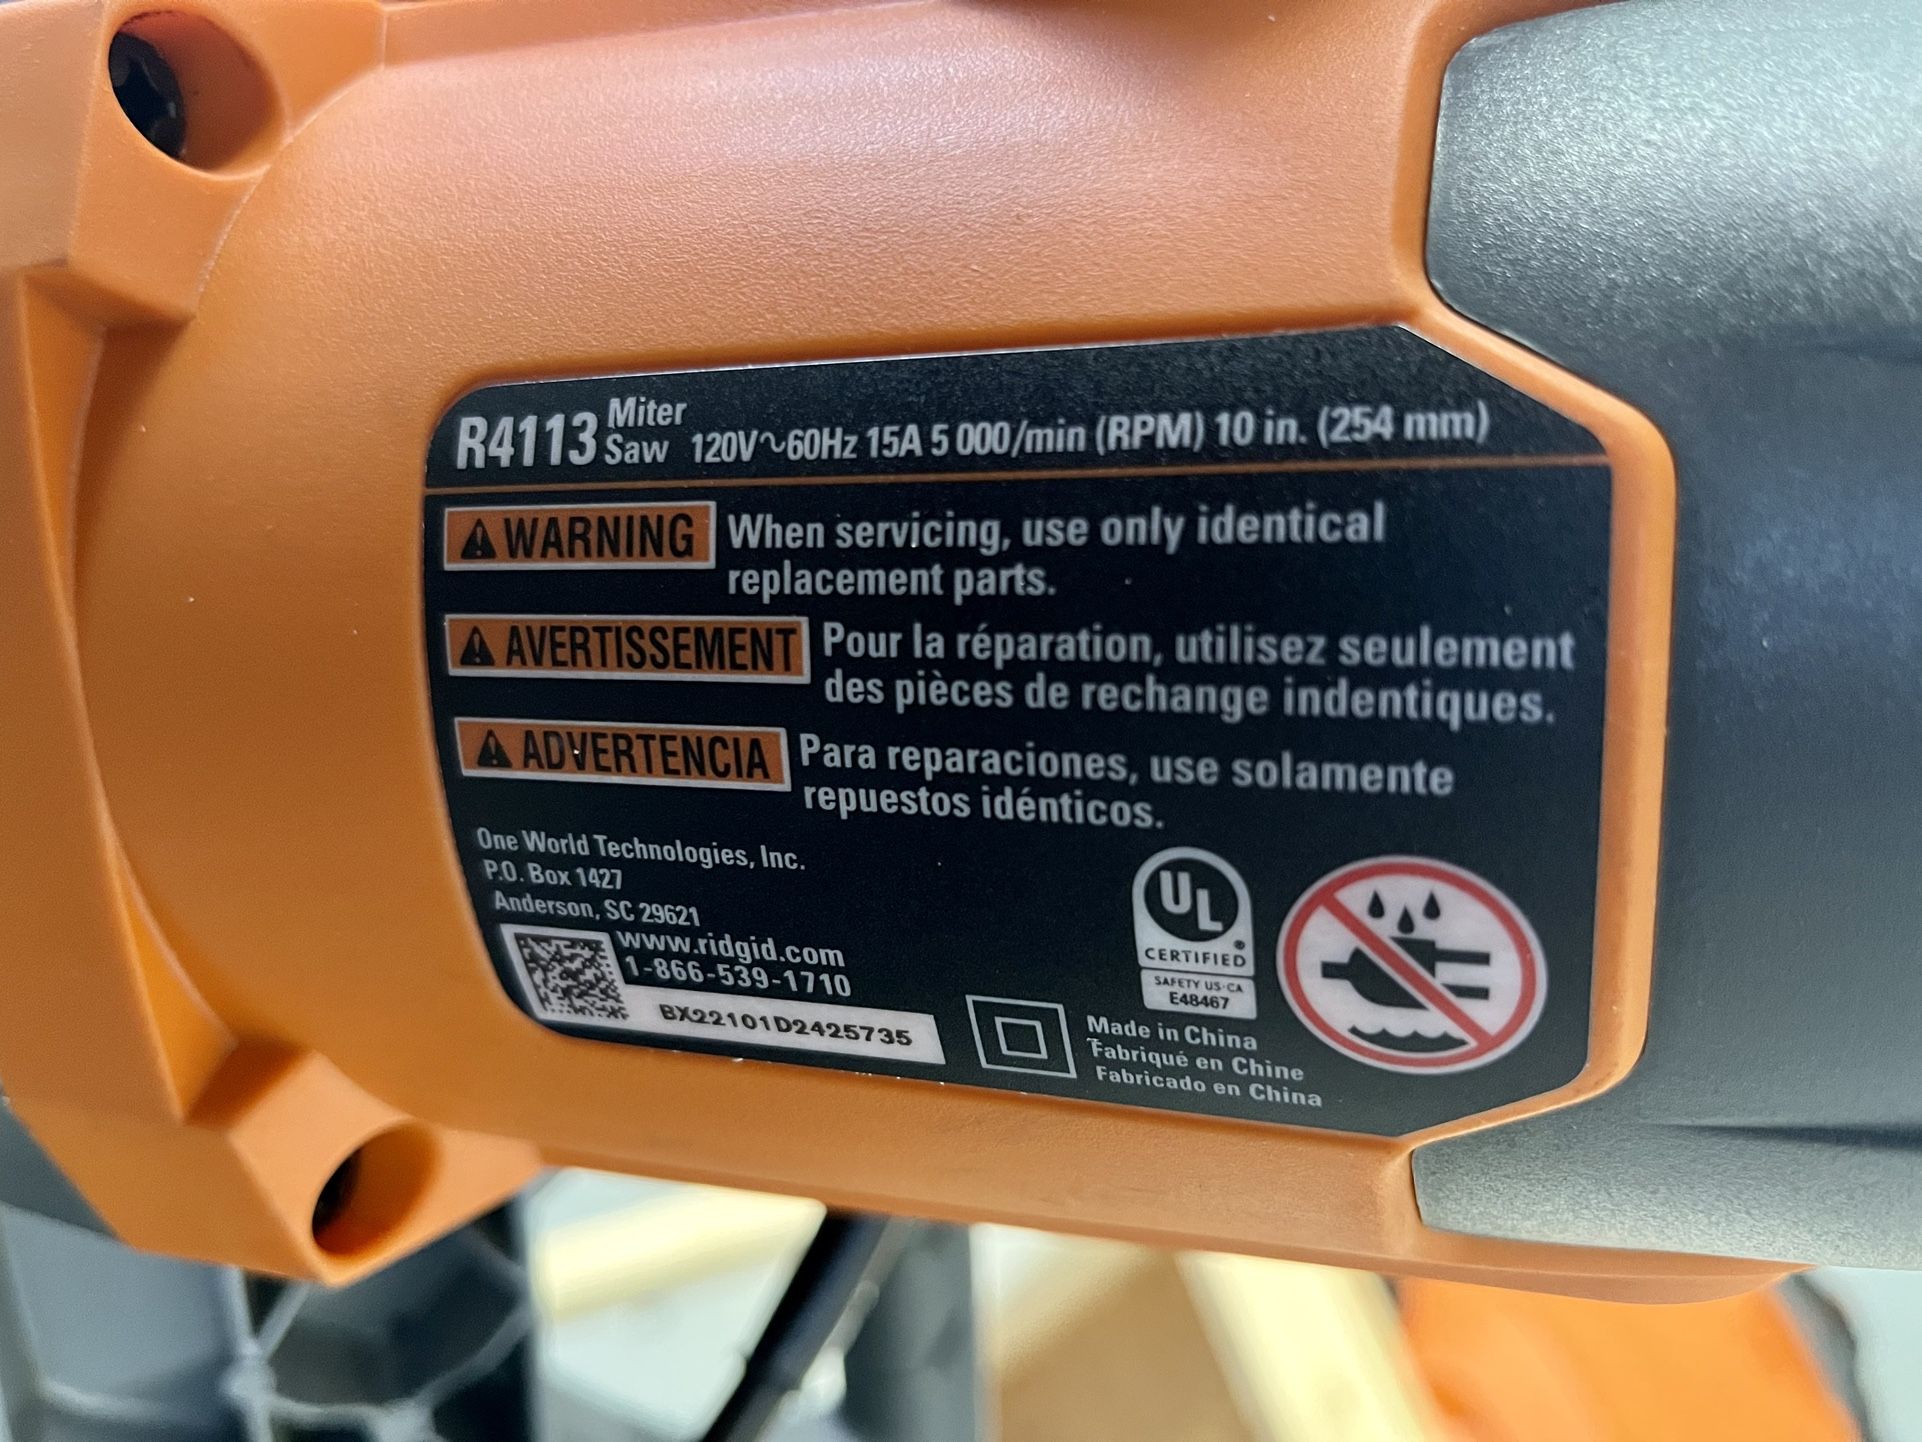 R4113 Miter Saw 120V~60Hz 15A 5 000/min (RPM) 10 in. (254 mm)
WARNING When servicing, use only identical
replacement parts.
AVERTISSEMENT Pour la réparation, utilisez seulement
des pièces de rechange indentiques.
ADVERTENCIA Para reparaciones, use solamente
repuestos idénticos.
One World Technologies, Inc.
P.O. Box 1427
Anderson, SC 29621
www.ridgid.com
1-866-539-1710
BX22101D2425735
UL
CERTIFIED
SAFETY US·CA
E48467
Made in China
Fabriqué en Chine
Fabricado en China